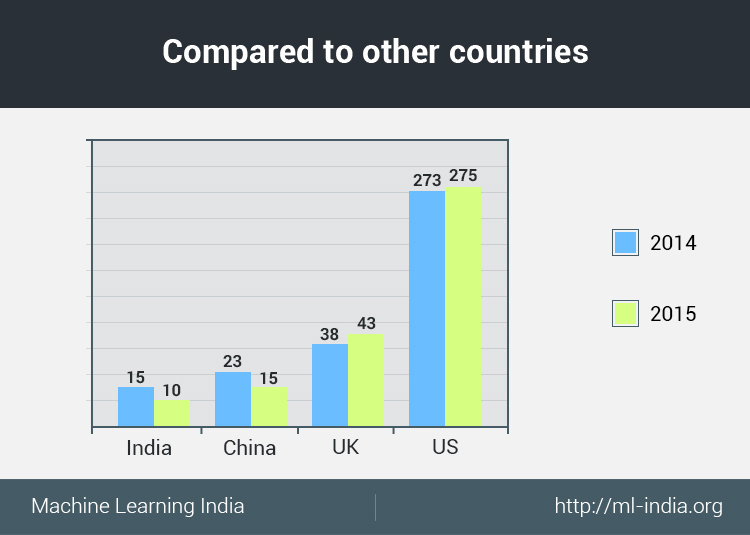 Compared to other countries
273 275
2014
2015
38 43
23 15
15 10
India China UK US
Machine Learning India http://ml-india.org